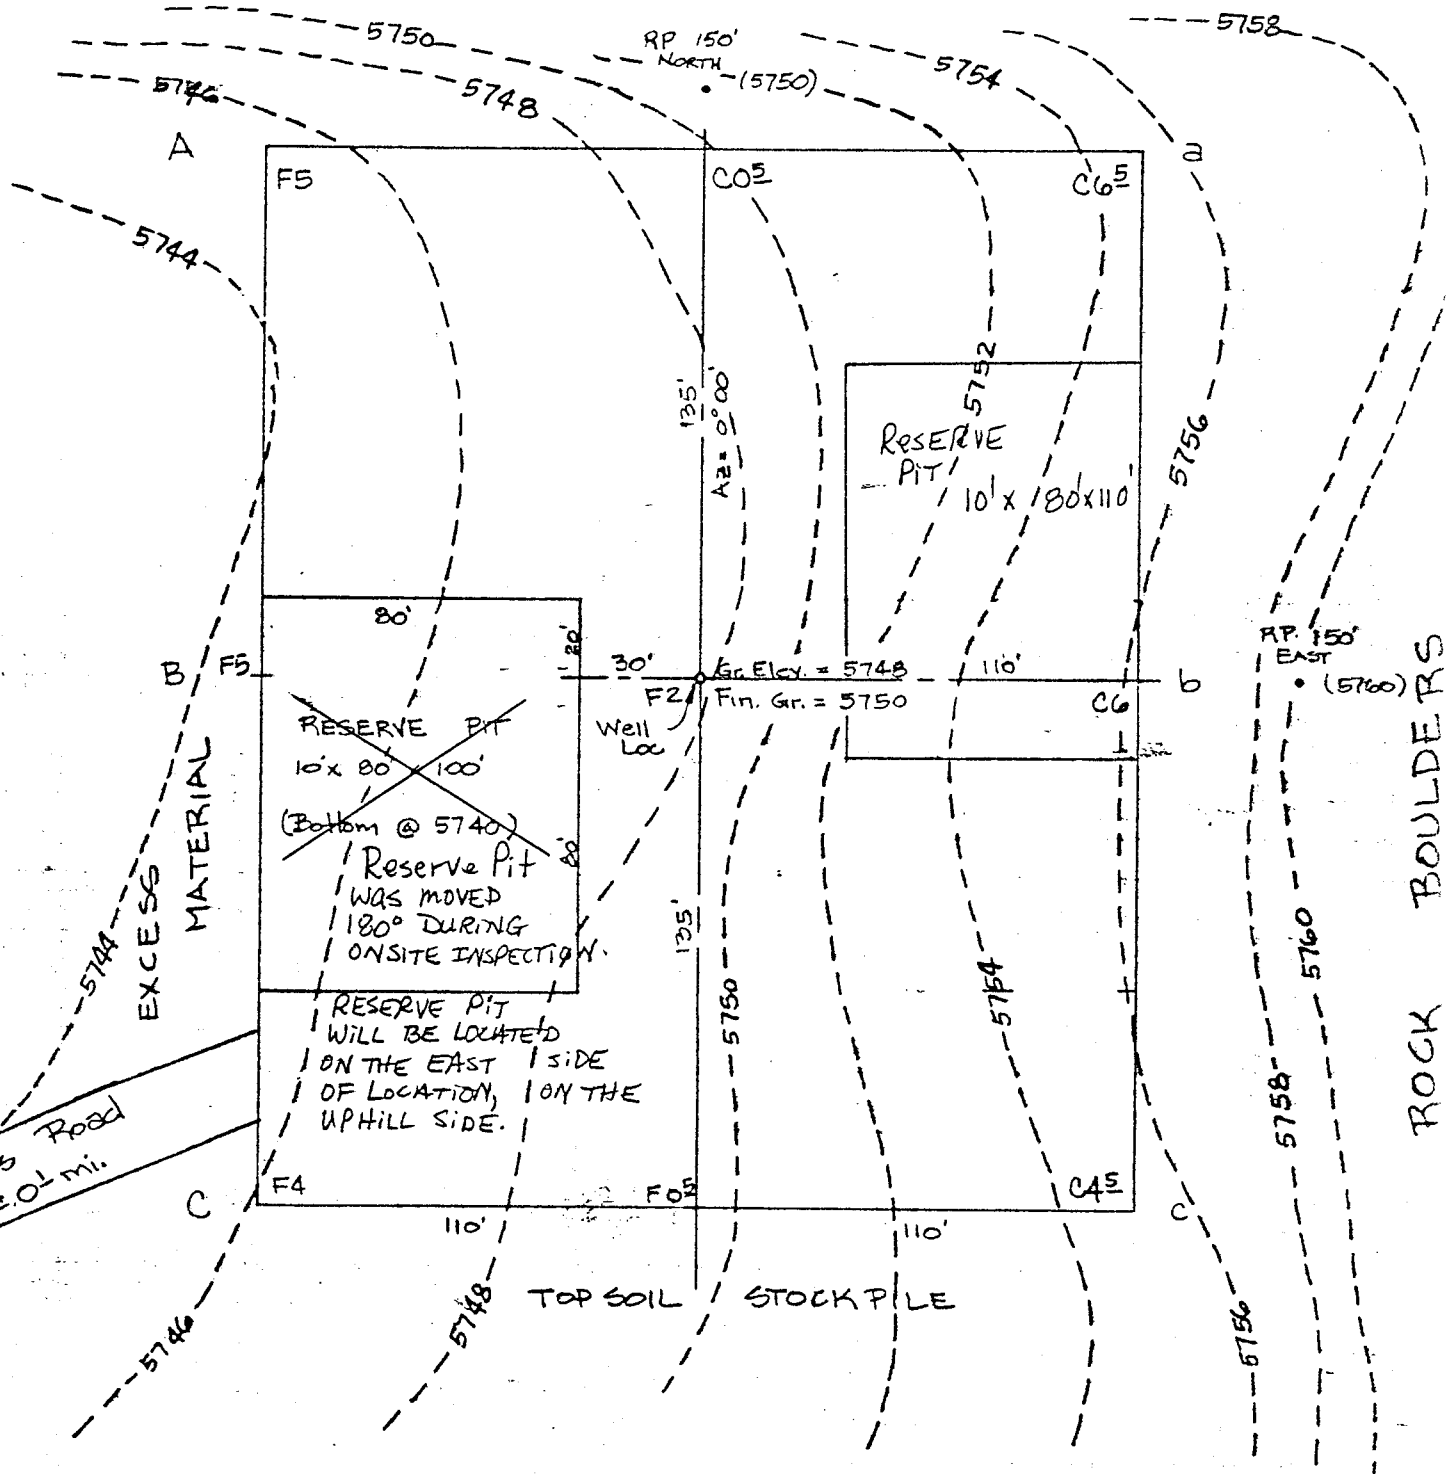 5758
5750
RP 150'
NORTH
(5750)
5754
5746
5748
A
a
F5
C0⁵
C6⁵
5744
135'
Az = 0° 00'
5752
5756
RESERVE
PIT
10' x 80' x 110'
80'
20'
30'
Gr. Elev. = 5748
110'
RP. 150'
EAST
(5760)
B
F5
F2
Fin. Gr. = 5750
C6
b
Well
Loc
RESERVE PIT
10' x 80' 100'
(Bottom @ 5740)
80'
Reserve Pit
WAS MOVED
180° DURING
ONSITE INSPECTION.
EXCESS
MATERIAL
ROCK BOULDERS
135'
5744
5750
5754
5760
5758
RESERVE PIT
WILL BE LOCATED
ON THE EAST SIDE
OF LOCATION, ON THE
UPHILL SIDE.
Road
mi.
C
F4
F0⁵
C4⁵
c
110'
110'
TOP SOIL STOCKPILE
5746
5748
5756